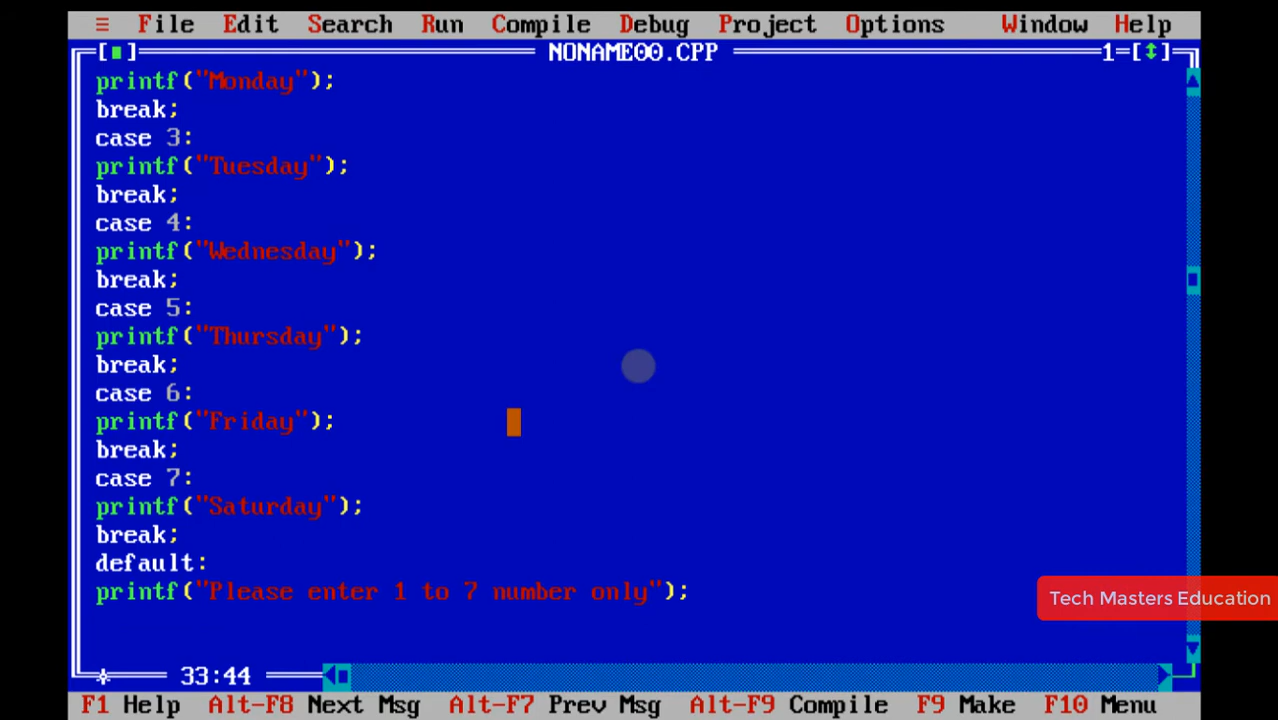 ≡ File Edit Search Run Compile Debug Project Options Window Help
[■] NONAME00.CPP 1=[↕]
printf("Monday");
break;
case 3:
printf("Tuesday");
break;
case 4:
printf("Wednesday");
break;
case 5:
printf("Thursday");
break;
case 6:
printf("Friday");
break;
case 7:
printf("Saturday");
break;
default:
printf("Please enter 1 to 7 number only");
Tech Masters Education
33:44
F1 Help Alt-F8 Next Msg Alt-F7 Prev Msg Alt-F9 Compile F9 Make F10 Menu